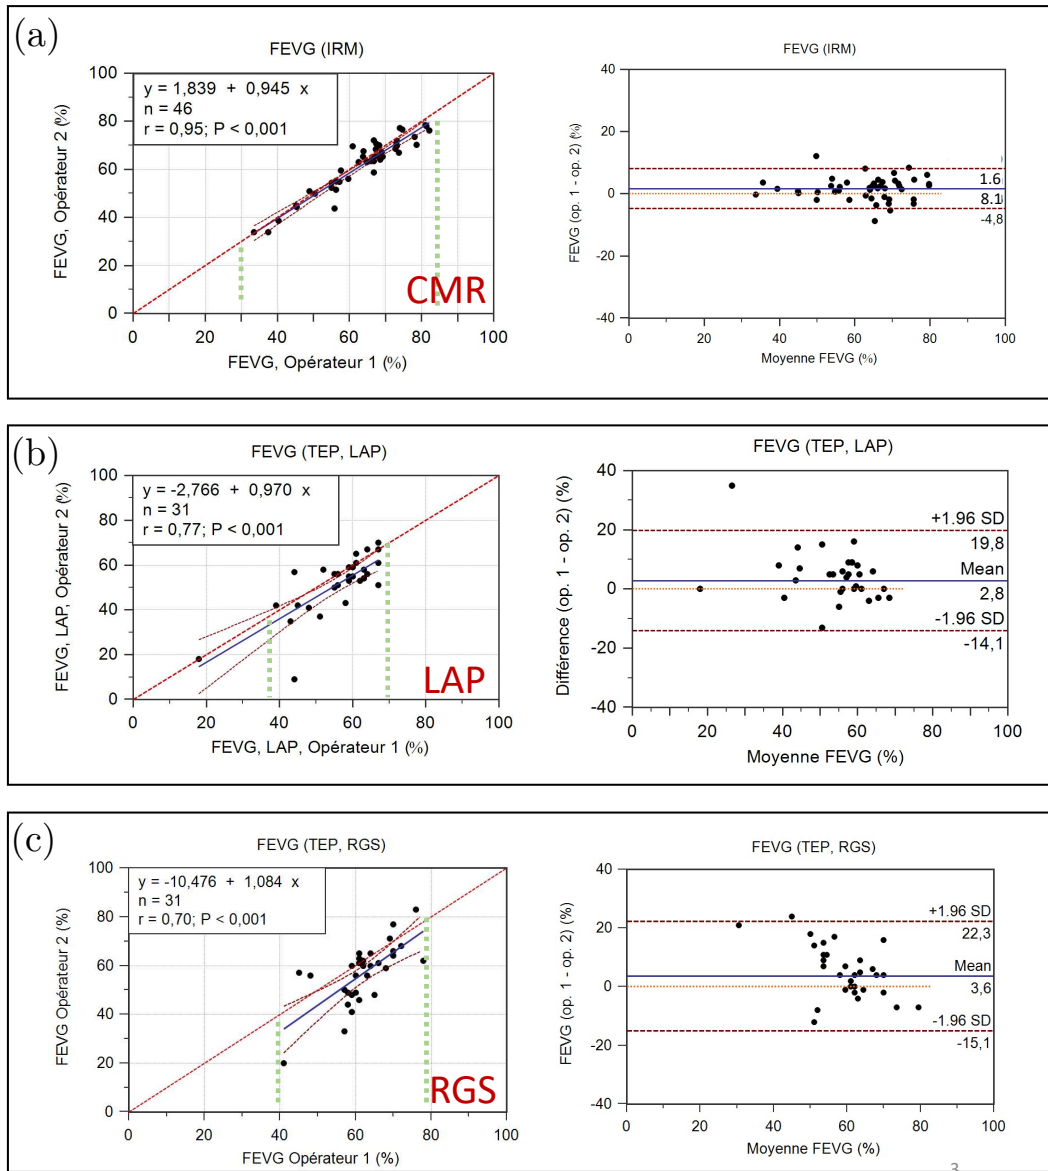 (a)
FEVG (IRM)
y = 1,839 + 0,945 x
n = 46
r = 0,95; P < 0,001
FEVG, Opérateur 2 (%)
100
80
60
40
20
0
0 20 40 60 80 100
CMR
FEVG, Opérateur 1 (%)
FEVG (IRM)
FEVG (op. 1 - op. 2) (%)
40
20
0
-20
-40
1.6
8.1
-4,8
0 20 40 60 80 100
Moyenne FEVG (%)
(b)
FEVG (TEP, LAP)
y = -2,766 + 0,970 x
n = 31
r = 0,77; P < 0,001
FEVG, LAP, Opérateur 2 (%)
100
80
60
40
20
0
0 20 40 60 80 100
LAP
FEVG, LAP, Opérateur 1 (%)
FEVG (TEP, LAP)
Différence (op. 1 - op. 2) (%)
40
20
0
-20
-40
+1.96 SD
19,8
Mean
2,8
-1.96 SD
-14,1
0 20 40 60 80 100
Moyenne FEVG (%)
(c)
FEVG (TEP, RGS)
y = -10,476 + 1,084 x
n = 31
r = 0,70; P < 0,001
FEVG Opérateur 2 (%)
100
80
60
40
20
0
0 20 40 60 80 100
RGS
FEVG Opérateur 1 (%)
FEVG (TEP, RGS)
FEVG (op. 1 - op. 2) (%)
40
20
0
-20
-40
+1.96 SD
22,3
Mean
3,6
-1.96 SD
-15,1
0 20 40 60 80 100
Moyenne FEVG (%)